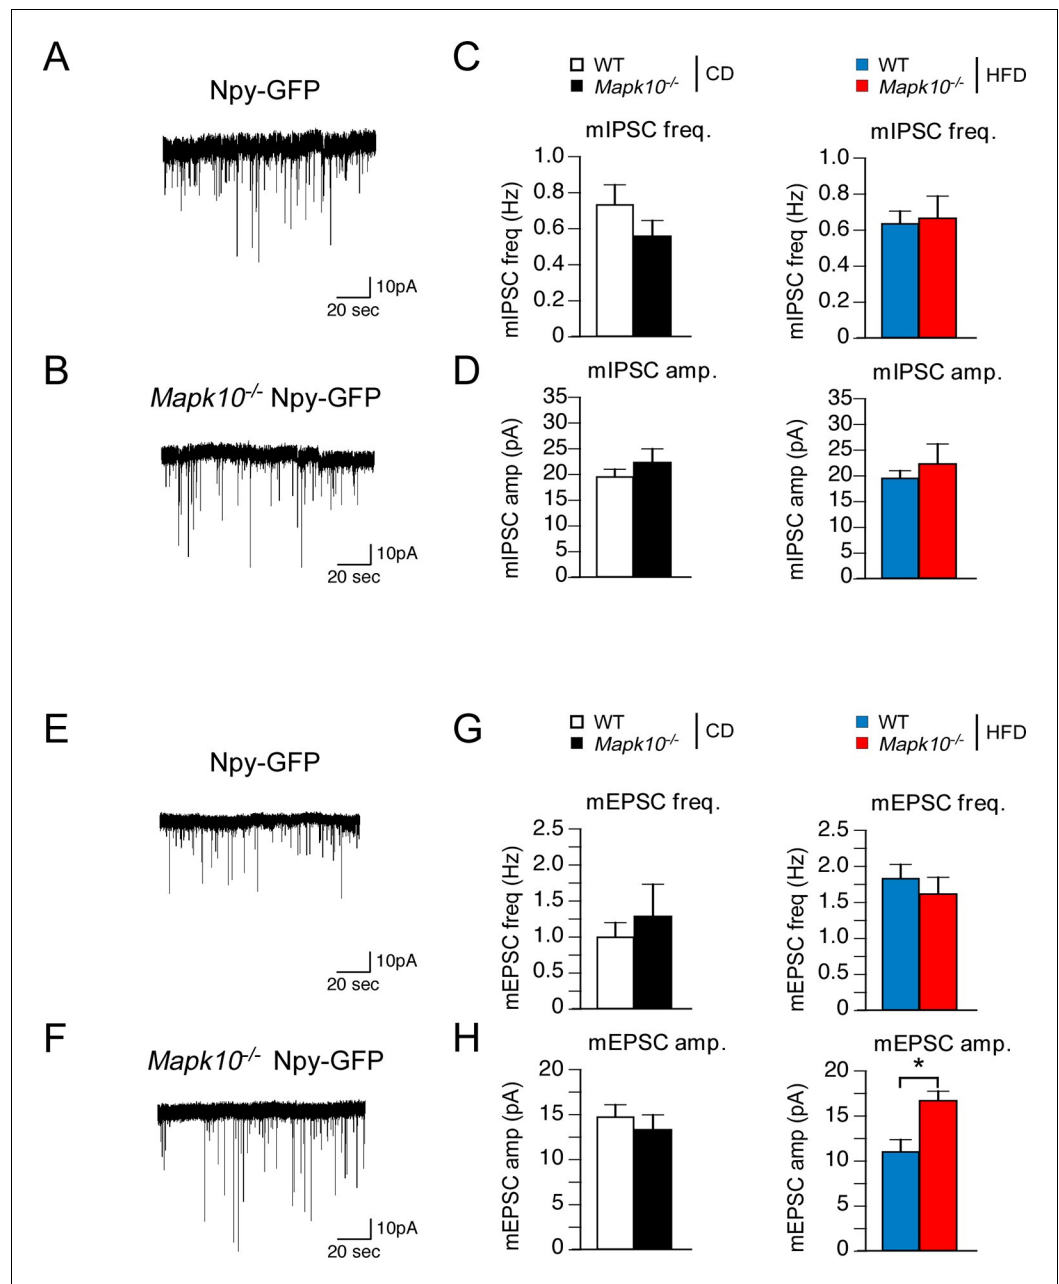 A
Npy-GFP
10pA
20 sec
B
Mapk10-/- Npy-GFP
10pA
20 sec
C
WT
Mapk10-/-
CD
WT
Mapk10-/-
HFD
mIPSC freq.
mIPSC freq (Hz)
1.0
0.8
0.6
0.4
0.2
0
mIPSC freq.
mIPSC freq (Hz)
1.0
0.8
0.6
0.4
0.2
0
D
mIPSC amp.
mIPSC amp (pA)
35
30
25
20
15
10
5
0
mIPSC amp.
mIPSC amp (pA)
35
30
25
20
15
10
5
0
E
Npy-GFP
10pA
20 sec
F
Mapk10-/- Npy-GFP
10pA
20 sec
G
WT
Mapk10-/-
CD
WT
Mapk10-/-
HFD
mEPSC freq.
mEPSC freq (Hz)
2.5
2.0
1.5
1.0
0.5
0
mEPSC freq.
mEPSC freq (Hz)
2.5
2.0
1.5
1.0
0.5
0
H
mEPSC amp.
mEPSC amp (pA)
20
15
10
5
0
mEPSC amp.
*
mEPSC amp (pA)
20
15
10
5
0